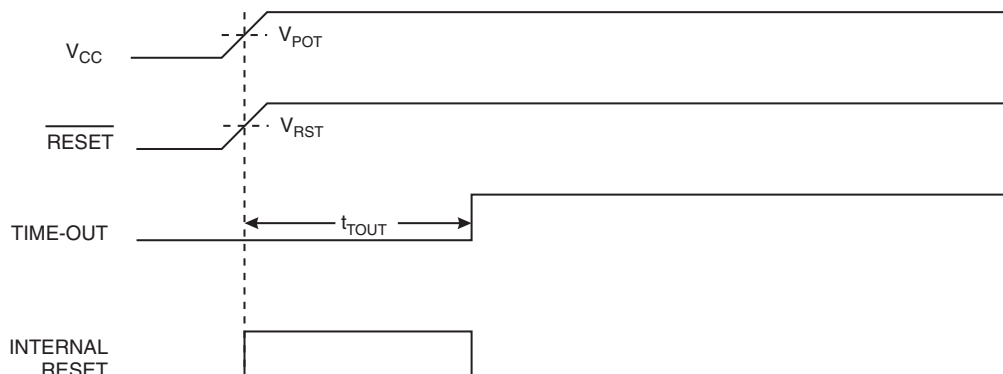 V_CC
V_POT
RESET
V_RST
TIME-OUT
t_TOUT
INTERNAL
RESET